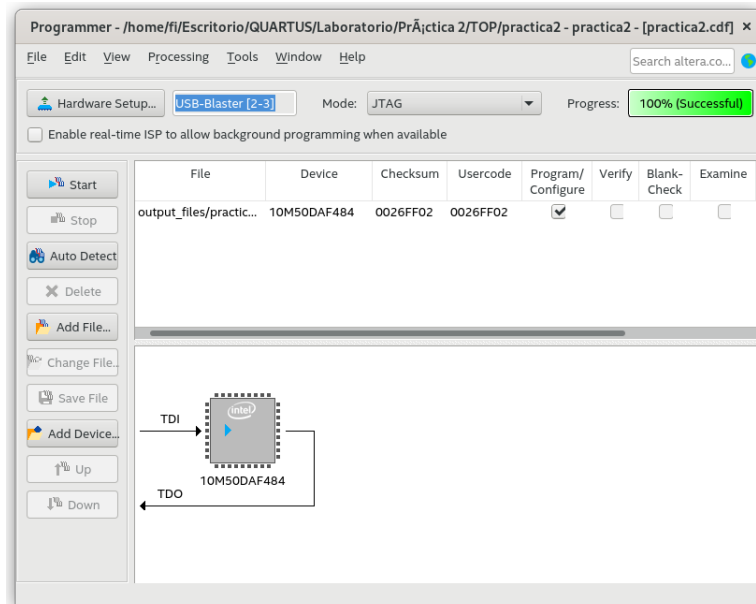 Programmer - /home/fi/Escritorio/QUARTUS/Laboratorio/PrÃ¡ctica 2/TOP/practica2 - practica2 - [practica2.cdf] ×
File Edit View Processing Tools Window Help
Search altera.co...
Hardware Setup... USB-Blaster [2-3] Mode: JTAG Progress: 100% (Successful)
Enable real-time ISP to allow background programming when available
Start
Stop
Auto Detect
Delete
Add File...
Change File..
Save File
Add Device..
Up
Down
File Device Checksum Usercode Program/ Verify Blank- Examine
Configure Check
output_files/practic... 10M50DAF484 0026FF02 0026FF02
intel
TDI
10M50DAF484
TDO